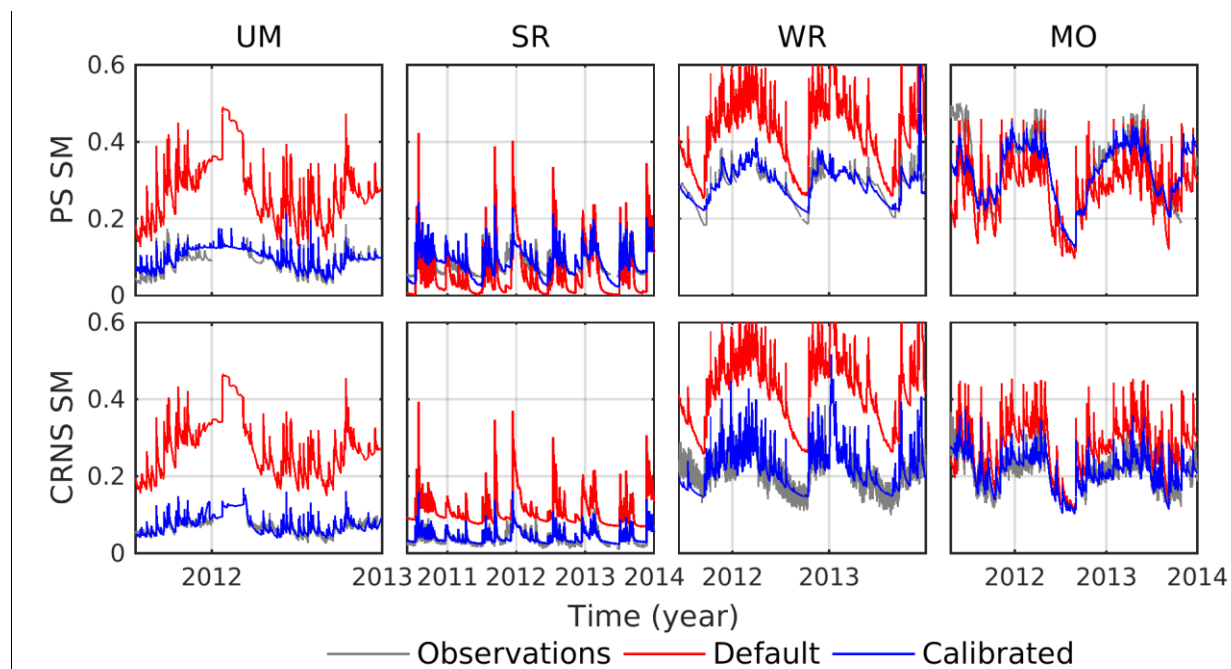 UM SR WR MO
PS SM
0.6
0.4
0.2
0
CRNS SM
0.6
0.4
0.2
0
2012 2013 2011 2012 2013 2014 2012 2013 2012 2013 2014
Time (year)
Observations Default Calibrated